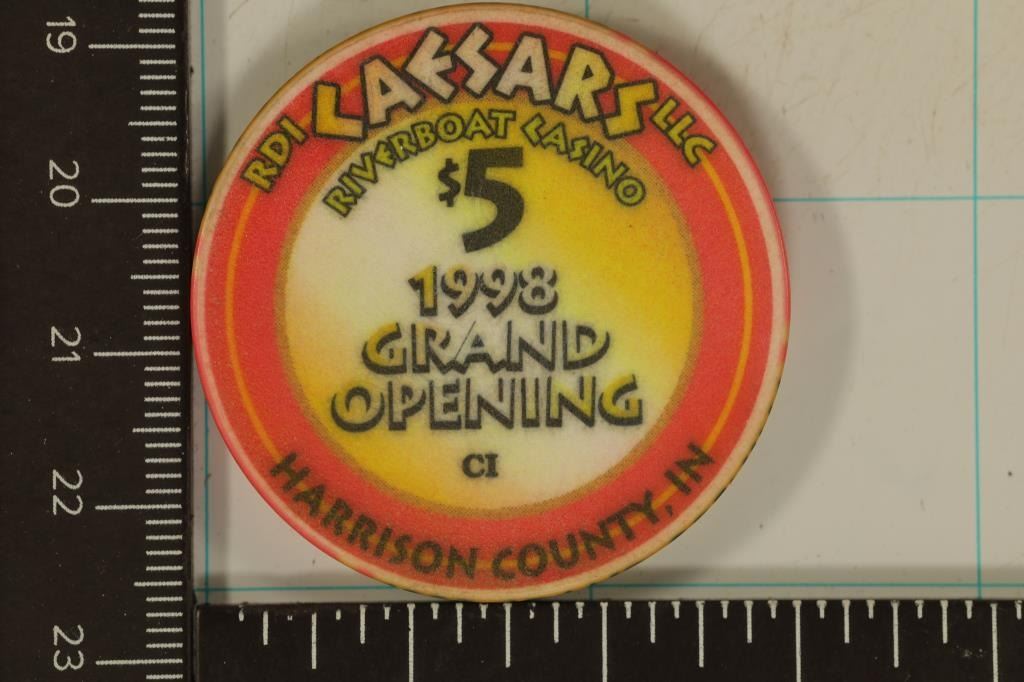 CAESARS
RDI LLC
RIVERBOAT CASINO
$5
1998
GRAND
OPENING
CI
HARRISON COUNTY, IN
19
20
21
22
23